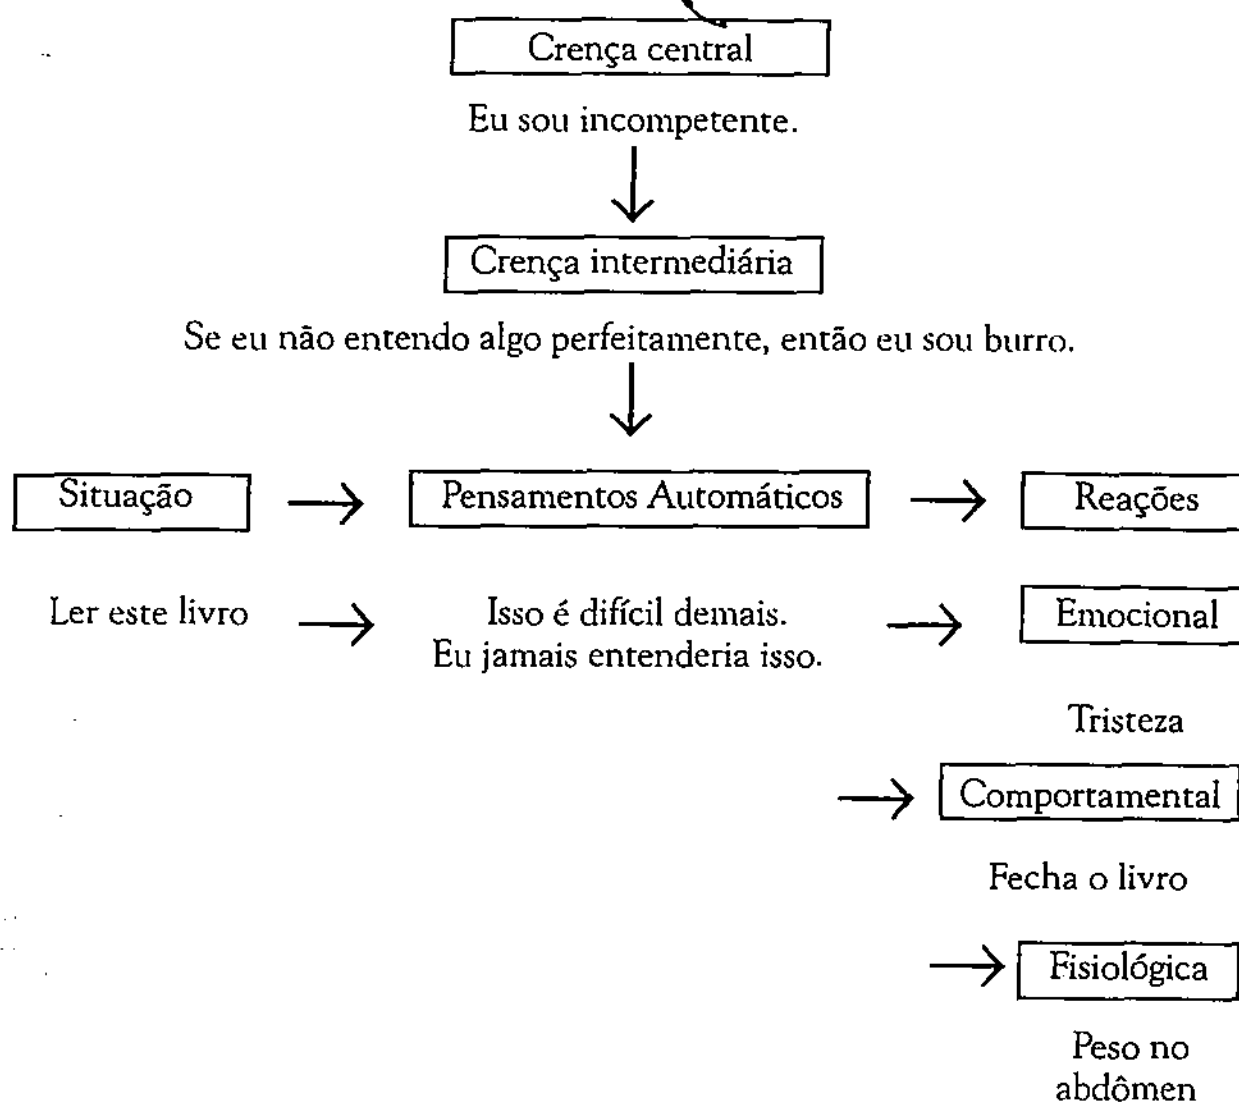 Crença central
Eu sou incompetente.
Crença intermediária
Se eu não entendo algo perfeitamente, então eu sou burro.
Situação
Pensamentos Automáticos
Reações
Ler este livro
Isso é difícil demais.
Eu jamais entenderia isso.
Emocional
Tristeza
Comportamental
Fecha o livro
Fisiológica
Peso no
abdômen